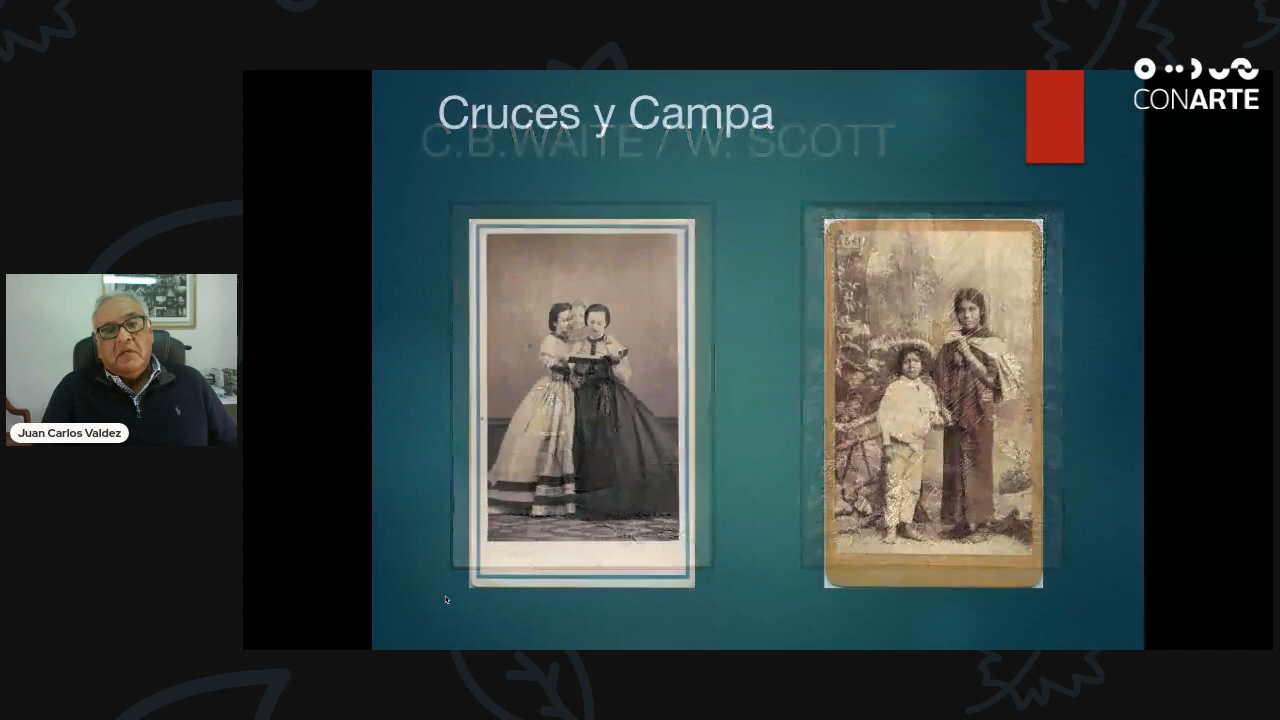 Cruces y Campa
C.B.WAITE / W. SCOTT
CONARTE
Juan Carlos Valdez